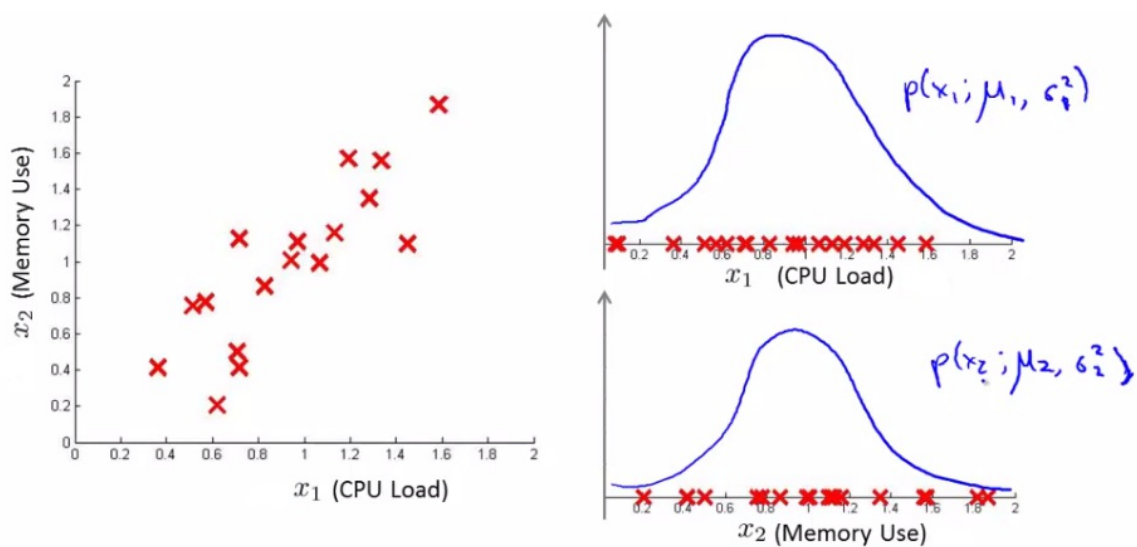 2
1.8
1.6
1.4
1.2
1
0.8
0.6
0.4
0.2
0
x₂ (Memory Use)
0 0.2 0.4 0.6 0.8 1 1.2 1.4 1.6 1.8 2
x₁ (CPU Load)
p(x₁; μ₁, σ₁²)
0.2 0.4 0.6 0.8 1 1.2 1.4 1.6 1.8 2
x₁ (CPU Load)
p(x₂; μ₂, σ₂²)
0.2 0.4 0.6 0.8 1 1.2 1.4 1.6 1.8 2
x₂ (Memory Use)